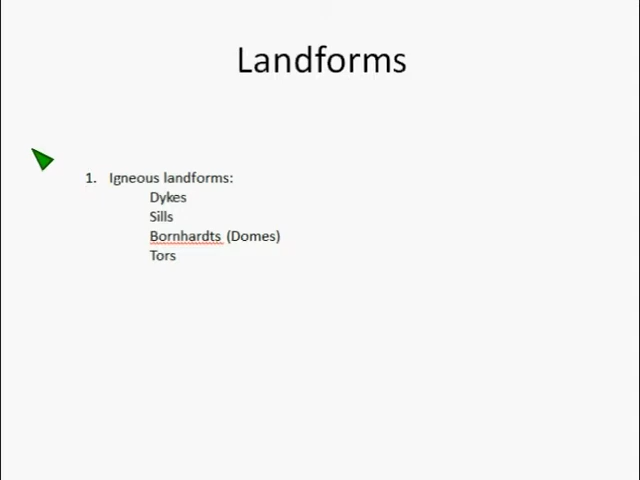 Landforms
1. Igneous landforms:
Dykes
Sills
Bornhardts (Domes)
Tors